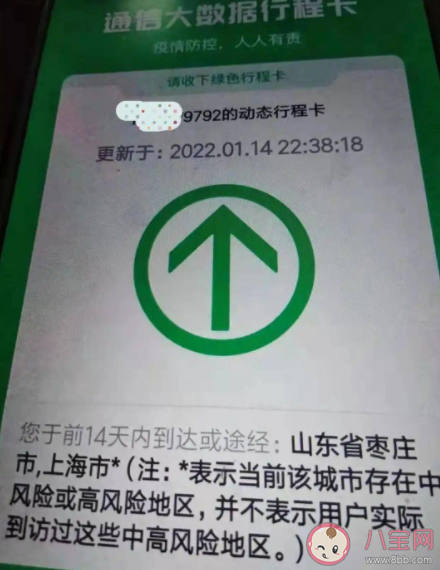 通信大数据行程卡
疫情防控，人人有责
请收下绿色行程卡
9792的动态行程卡
更新于：2022.01.14 22:38:18
您于前14天内到达或途经：山东省枣庄
市,上海市*（注：*表示当前该城市存在中
风险或高风险地区，并不表示用户实际
到访过这些中高风险地区。）
八宝网
www.8bb.com